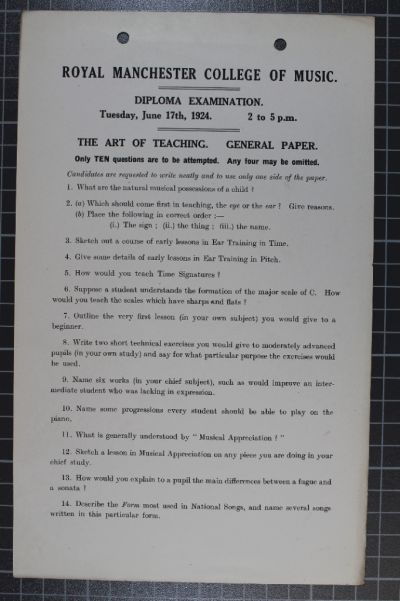 ROYAL MANCHESTER COLLEGE OF MUSIC.
DIPLOMA EXAMINATION.
Tuesday, June 17th, 1924. 2 to 5 p.m.
THE ART OF TEACHING. GENERAL PAPER.
Only TEN questions are to be attempted. Any four may be omitted.
Candidates are requested to write neatly and to use only one side of the paper.
1. What are the natural musical possessions of a child ?
2. (a) Which should come first in teaching, the eye or the ear ? Give reasons.
(b) Place the following in correct order :—
(i.) The sign ; (ii.) the thing ; (iii.) the name.
3. Sketch out a course of early lessons in Ear Training in Time.
4. Give some details of early lessons in Ear Training in Pitch.
5. How would you teach Time Signatures ?
6. Suppose a student understands the formation of the major scale of C. How
would you teach the scales which have sharps and flats ?
7. Outline the very first lesson (in your own subject) you would give to a
beginner.
8. Write two short technical exercises you would give to moderately advanced
pupils (in your own study) and say for what particular purpose the exercises would
be used.
9. Name six works (in your chief subject), such as would improve an inter-
mediate student who was lacking in expression.
10. Name some progressions every student should be able to play on the
piano.
11. What is generally understood by " Musical Appreciation ? "
12. Sketch a lesson in Musical Appreciation on any piece you are doing in your
chief study.
13. How would you explain to a pupil the main differences between a fugue and
a sonata ?
14. Describe the Form most used in National Songs, and name several songs
written in this particular form.